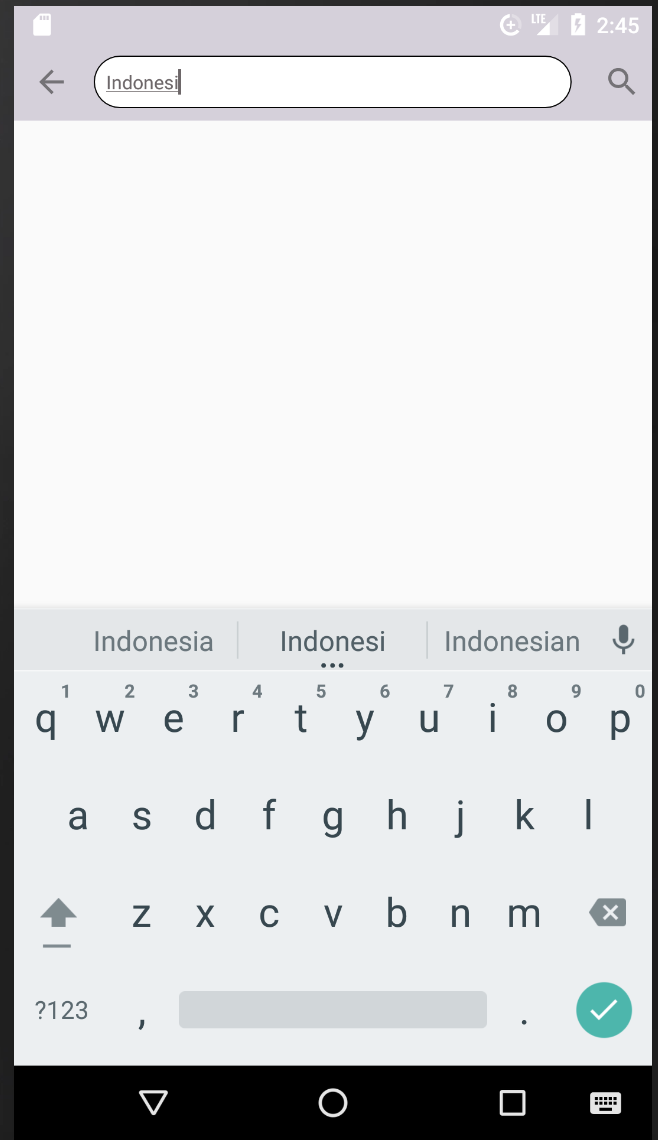 LTE 2:45
Indonesi
Indonesia Indonesi Indonesian
1 2 3 4 5 6 7 8 9 0
q w e r t y u i o p
a s d f g h j k l
z x c v b n m
?123 , .